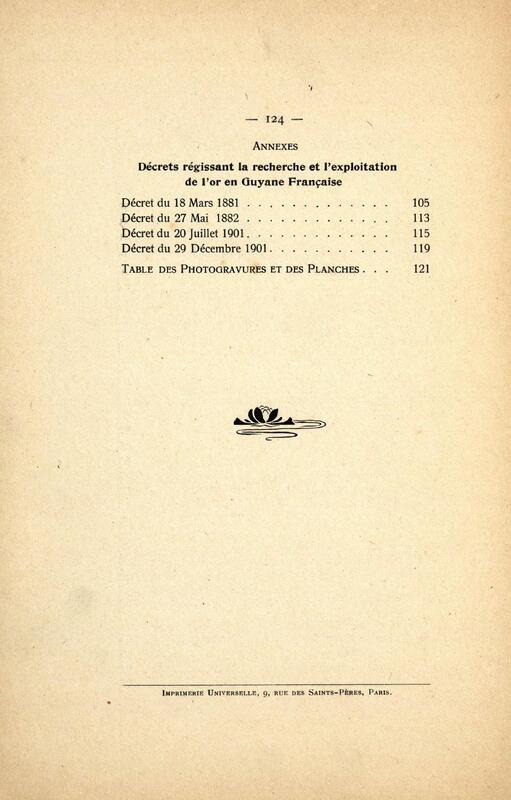 — 124 —
ANNEXES
Décrets régissant la recherche et l'exploitation
de l'or en Guyane Française
Décret du 18 Mars 1881 . . . . . . . . . . . . . 105
Décret du 27 Mai 1882 . . . . . . . . . . . . . 113
Décret du 20 Juillet 1901 . . . . . . . . . . . . . 115
Décret du 29 Décembre 1901 . . . . . . . . . . . 119
TABLE DES PHOTOGRAVURES ET DES PLANCHES . . . 121
IMPRIMERIE UNIVERSELLE, 9, RUE DES SAINTS-PÈRES, PARIS.